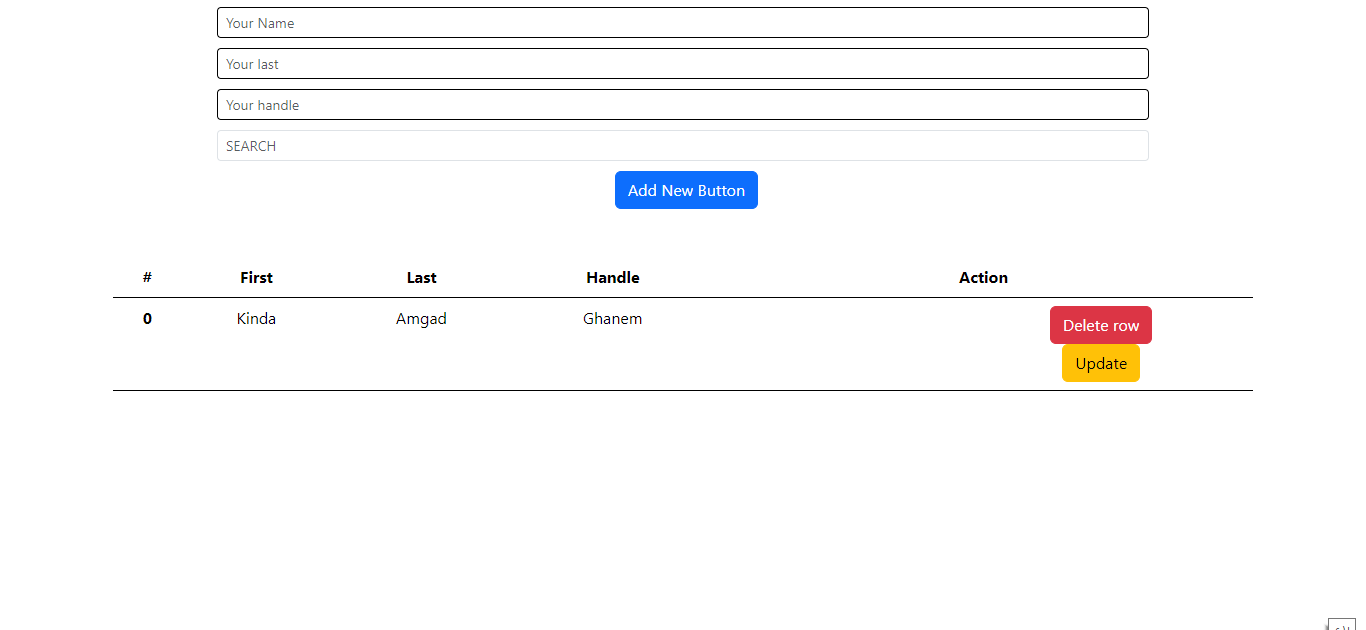 Your Name
Your last
Your handle
SEARCH
Add New Button
# First Last Handle Action
0 Kinda Amgad Ghanem Delete row
Update